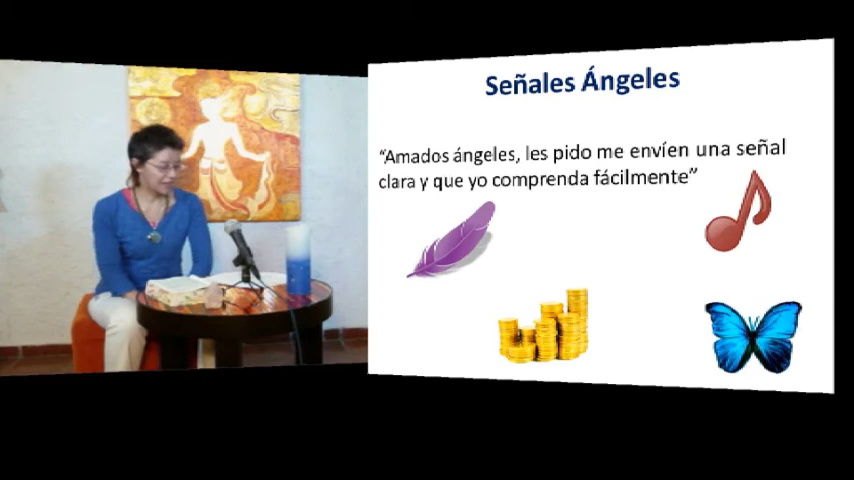 Señales Ángeles
“Amados ángeles, les pido me envíen una señal
clara y que yo comprenda fácilmente”